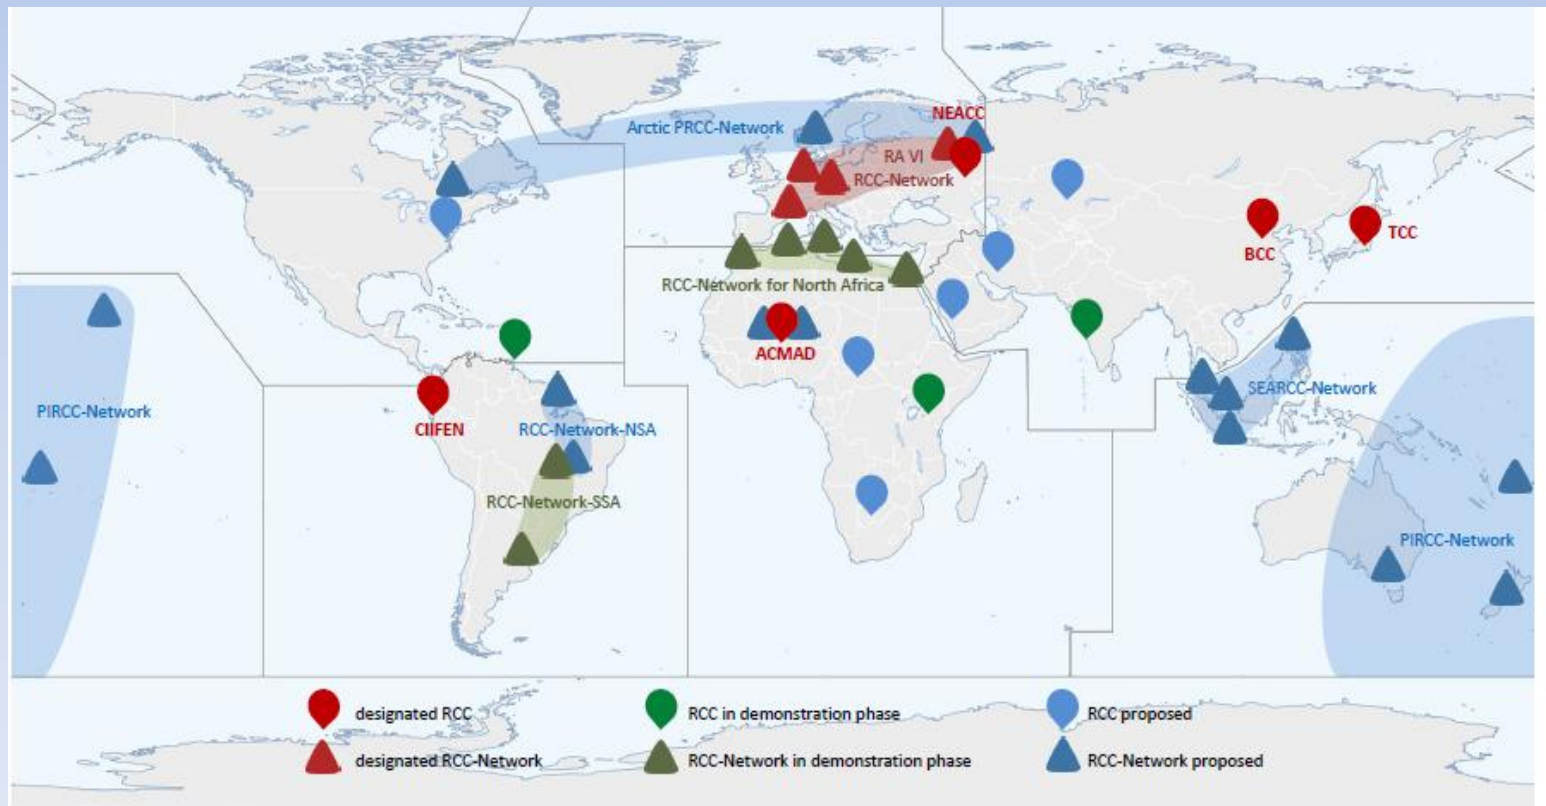 NEACC
Arctic PRCC-Network
RA VI
RCC-Network
TCC
BCC
RCC-Network for North Africa
ACMAD
SEARCC-Network
PIRCC-Network
CIIFEN
RCC-Network-NSA
RCC-Network-SSA
PIRCC-Network
designated RCC
RCC in demonstration phase
RCC proposed
designated RCC-Network
RCC-Network in demonstration phase
RCC-Network proposed